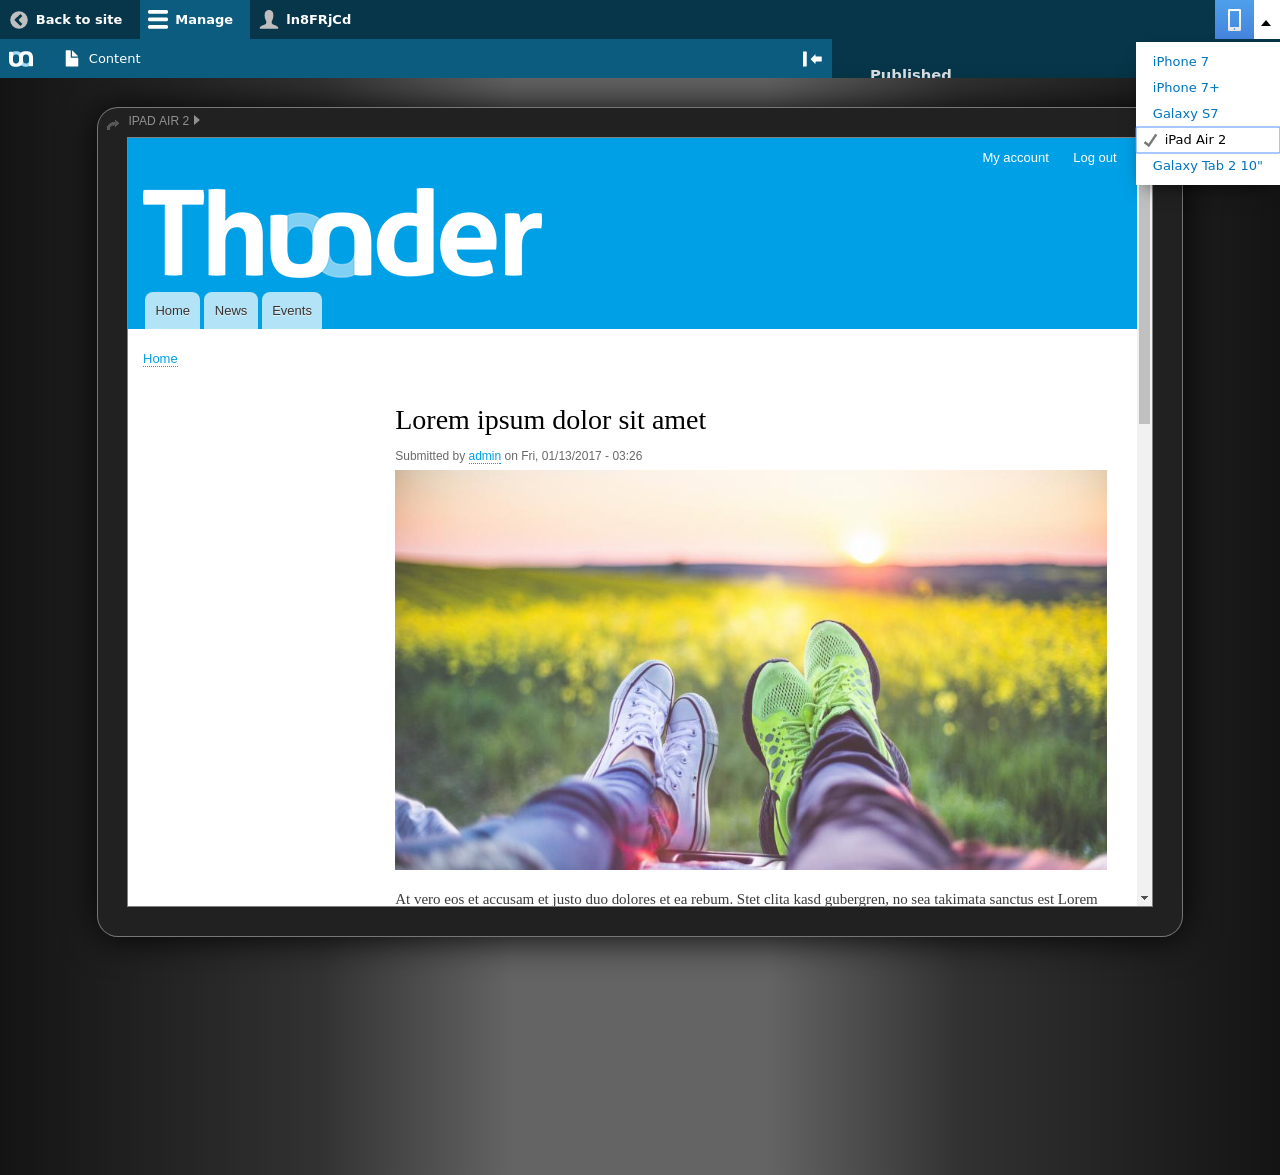 Back to site
Manage
ln8FRjCd
Content
Published
iPhone 7
iPhone 7+
Galaxy S7
iPad Air 2
Galaxy Tab 2 10"
IPAD AIR 2
My account
Log out
Thunder
Home
News
Events
Home
Lorem ipsum dolor sit amet
Submitted by admin on Fri, 01/13/2017 - 03:26
At vero eos et accusam et justo duo dolores et ea rebum. Stet clita kasd gubergren, no sea takimata sanctus est Lorem